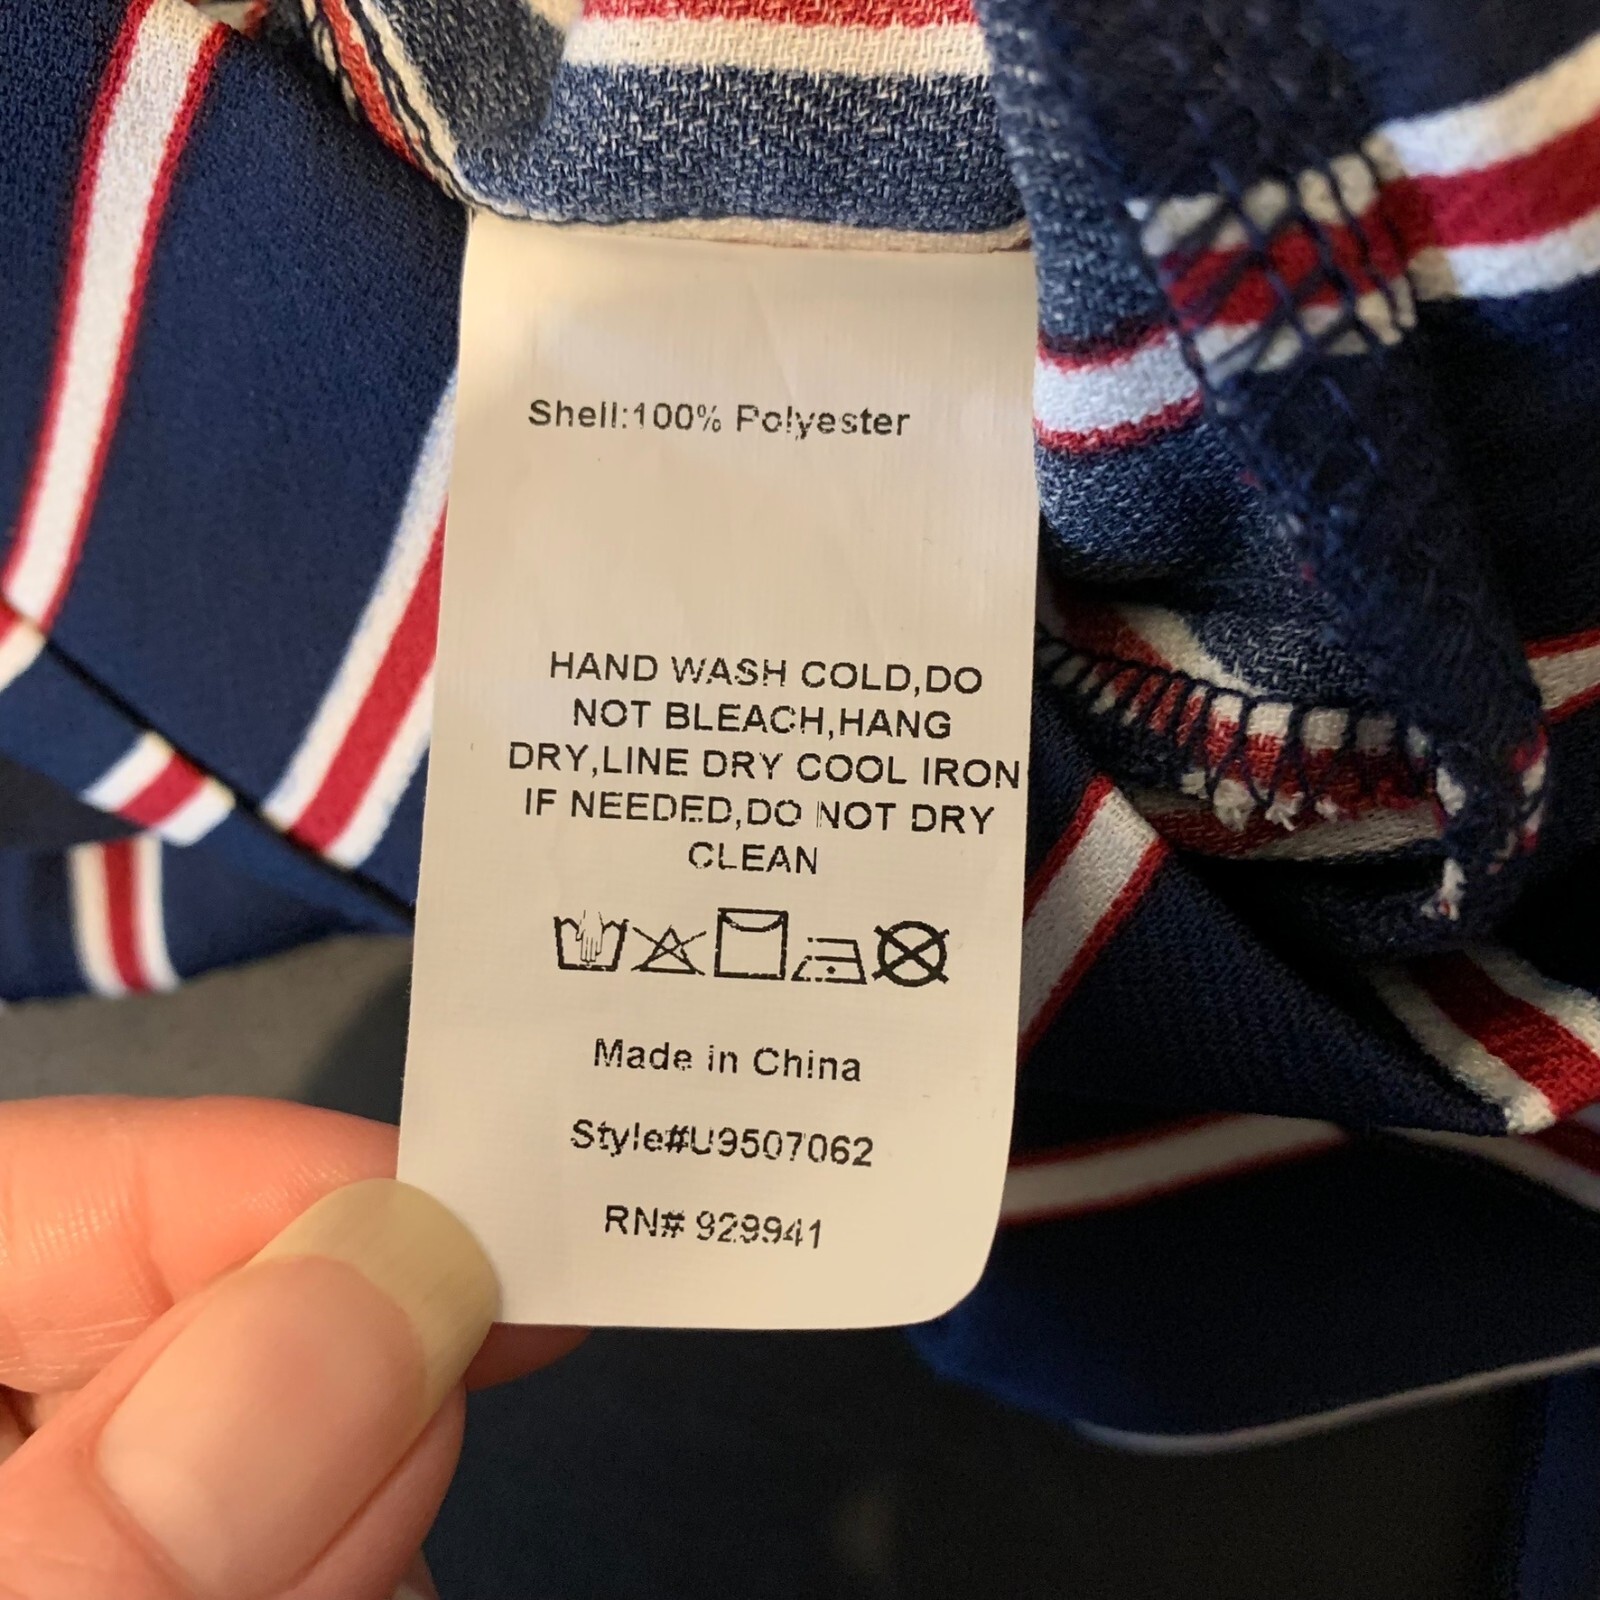 Shell:100% Polyester
HAND WASH COLD,DO
NOT BLEACH,HANG
DRY,LINE DRY COOL IRON
IF NEEDED,DO NOT DRY
CLEAN
Made in China
Style#U9507062
RN# 929941